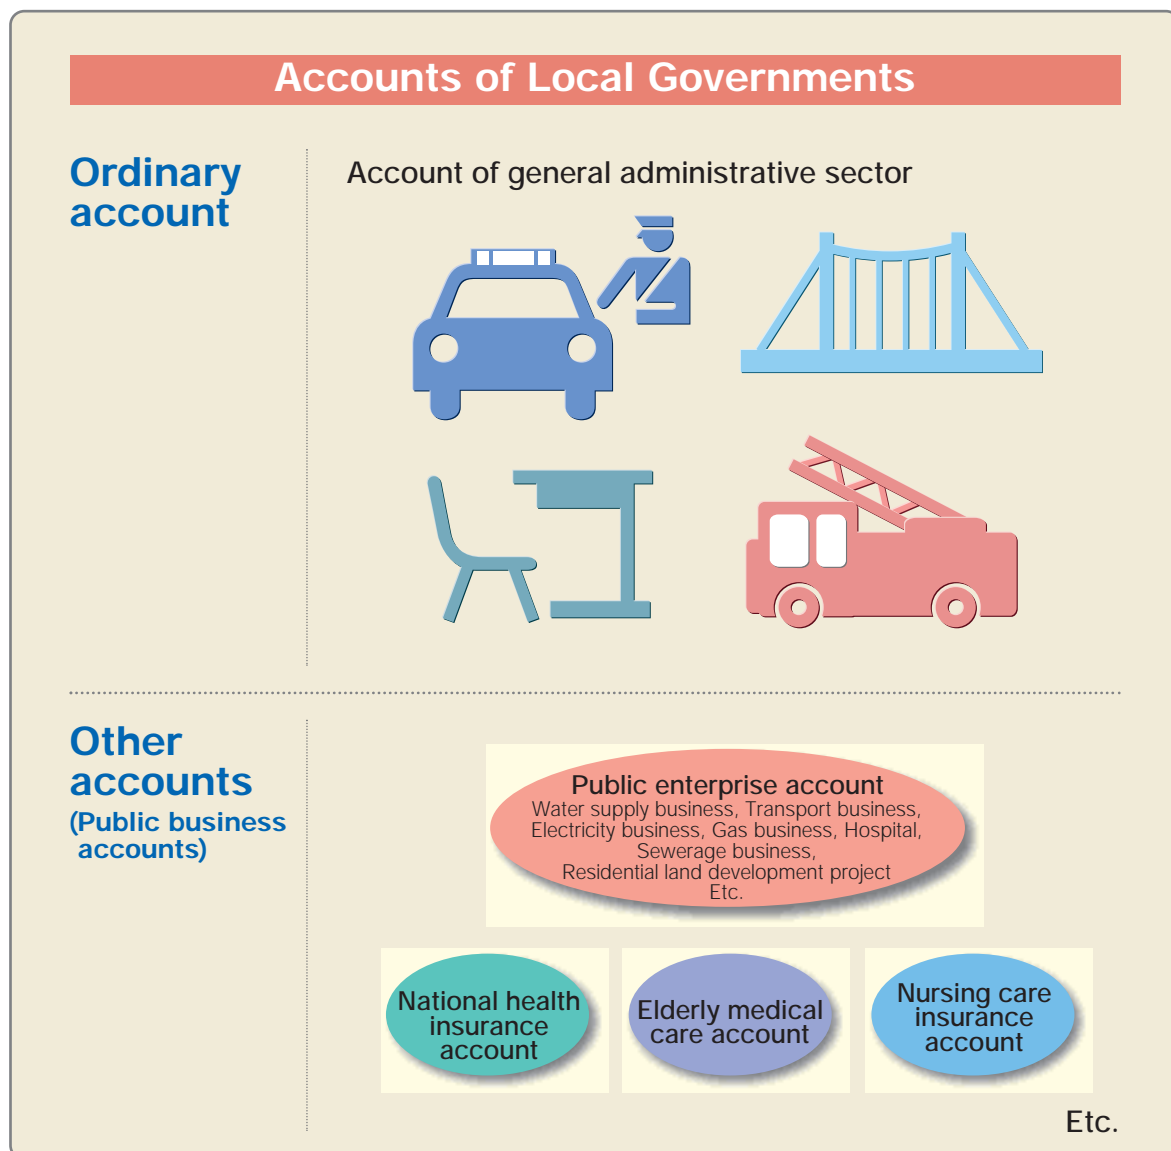 Accounts of Local Governments
Ordinary
account
Account of general administrative sector
Other
accounts
(Public business
accounts)
Public enterprise account
Water supply business, Transport business,
Electricity business, Gas business, Hospital,
Sewerage business,
Residential land development project
Etc.
National health
insurance
account
Elderly medical
care account
Nursing care
insurance
account
Etc.